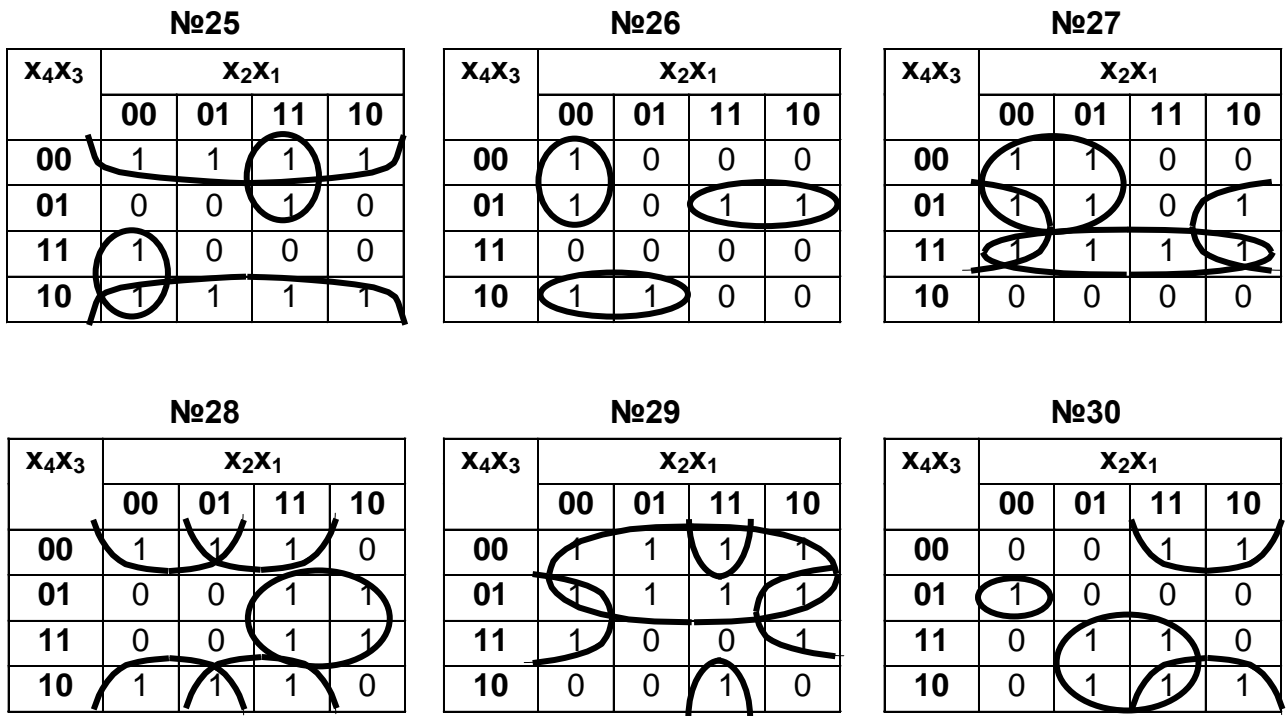 №25 №26 №27
x4x3 x2x1 x4x3 x2x1 x4x3 x2x1
00 01 11 10 00 01 11 10 00 01 11 10
00 1 1 1 1 00 1 0 0 0 00 1 1 0 0
01 0 0 1 0 01 1 0 1 1 01 1 1 0 1
11 1 0 0 0 11 0 0 0 0 11 1 1 1 1
10 1 1 1 1 10 1 1 0 0 10 0 0 0 0
№28 №29 №30
x4x3 x2x1 x4x3 x2x1 x4x3 x2x1
00 01 11 10 00 01 11 10 00 01 11 10
00 1 1 1 0 00 1 1 1 1 00 0 0 1 1
01 0 0 1 1 01 1 1 1 1 01 1 0 0 0
11 0 0 1 1 11 1 0 0 1 11 0 1 1 0
10 1 1 1 0 10 0 0 1 0 10 0 1 1 1